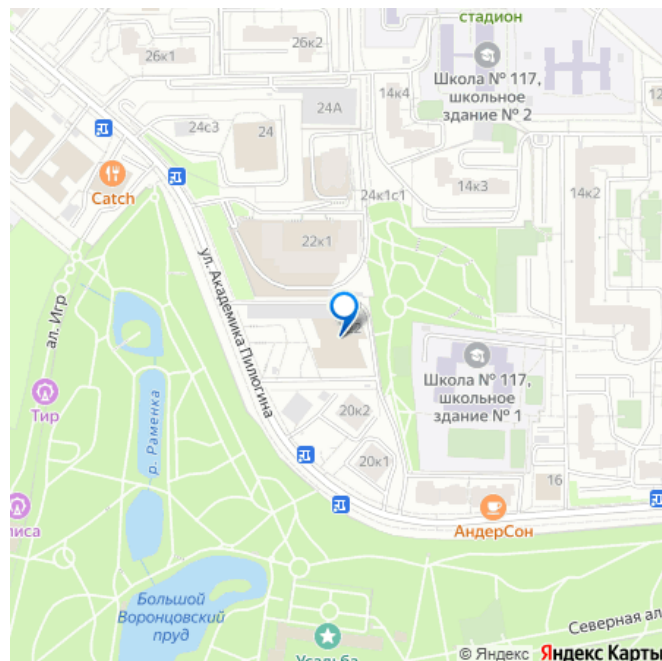 стадион
26к2
26к1
Школа № 117,
школьное
здание № 2
14к4
24А
24с3
24
Catch
24к1с1
14к3
14к2
22к1
ул. Академика Пилюгина
ал. Игр
Тир
р. Раменка
Школа № 117,
школьное
здание № 1
20к2
20к1
16
АндерСон
лиса
Большой
Воронцовский
пруд
Северная ал
Усадьба
© Яндекс Яндекс Карты